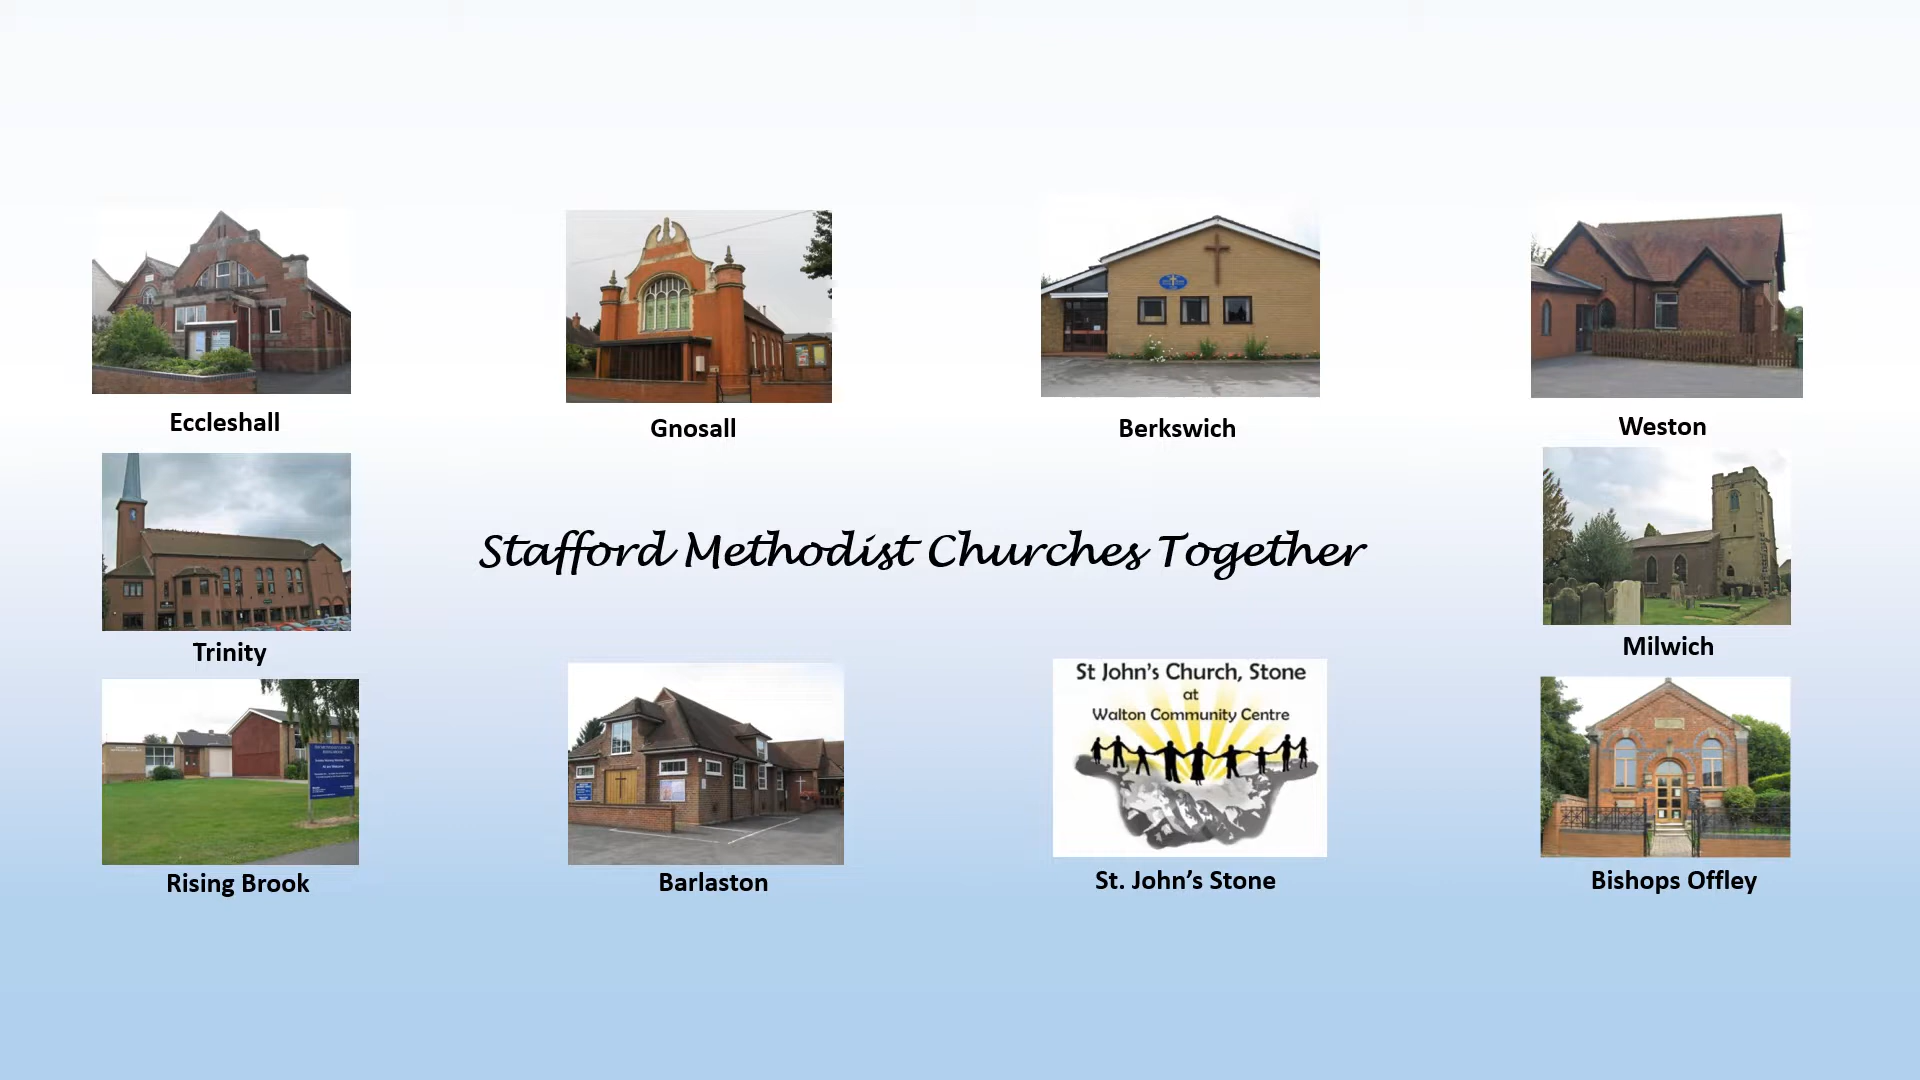 Eccleshall
Gnosall
Berkswich
Weston
Stafford Methodist Churches Together
Trinity
Milwich
St John's Church, Stone
at
Walton Community Centre
Rising Brook
Barlaston
St. John's Stone
Bishops Offley